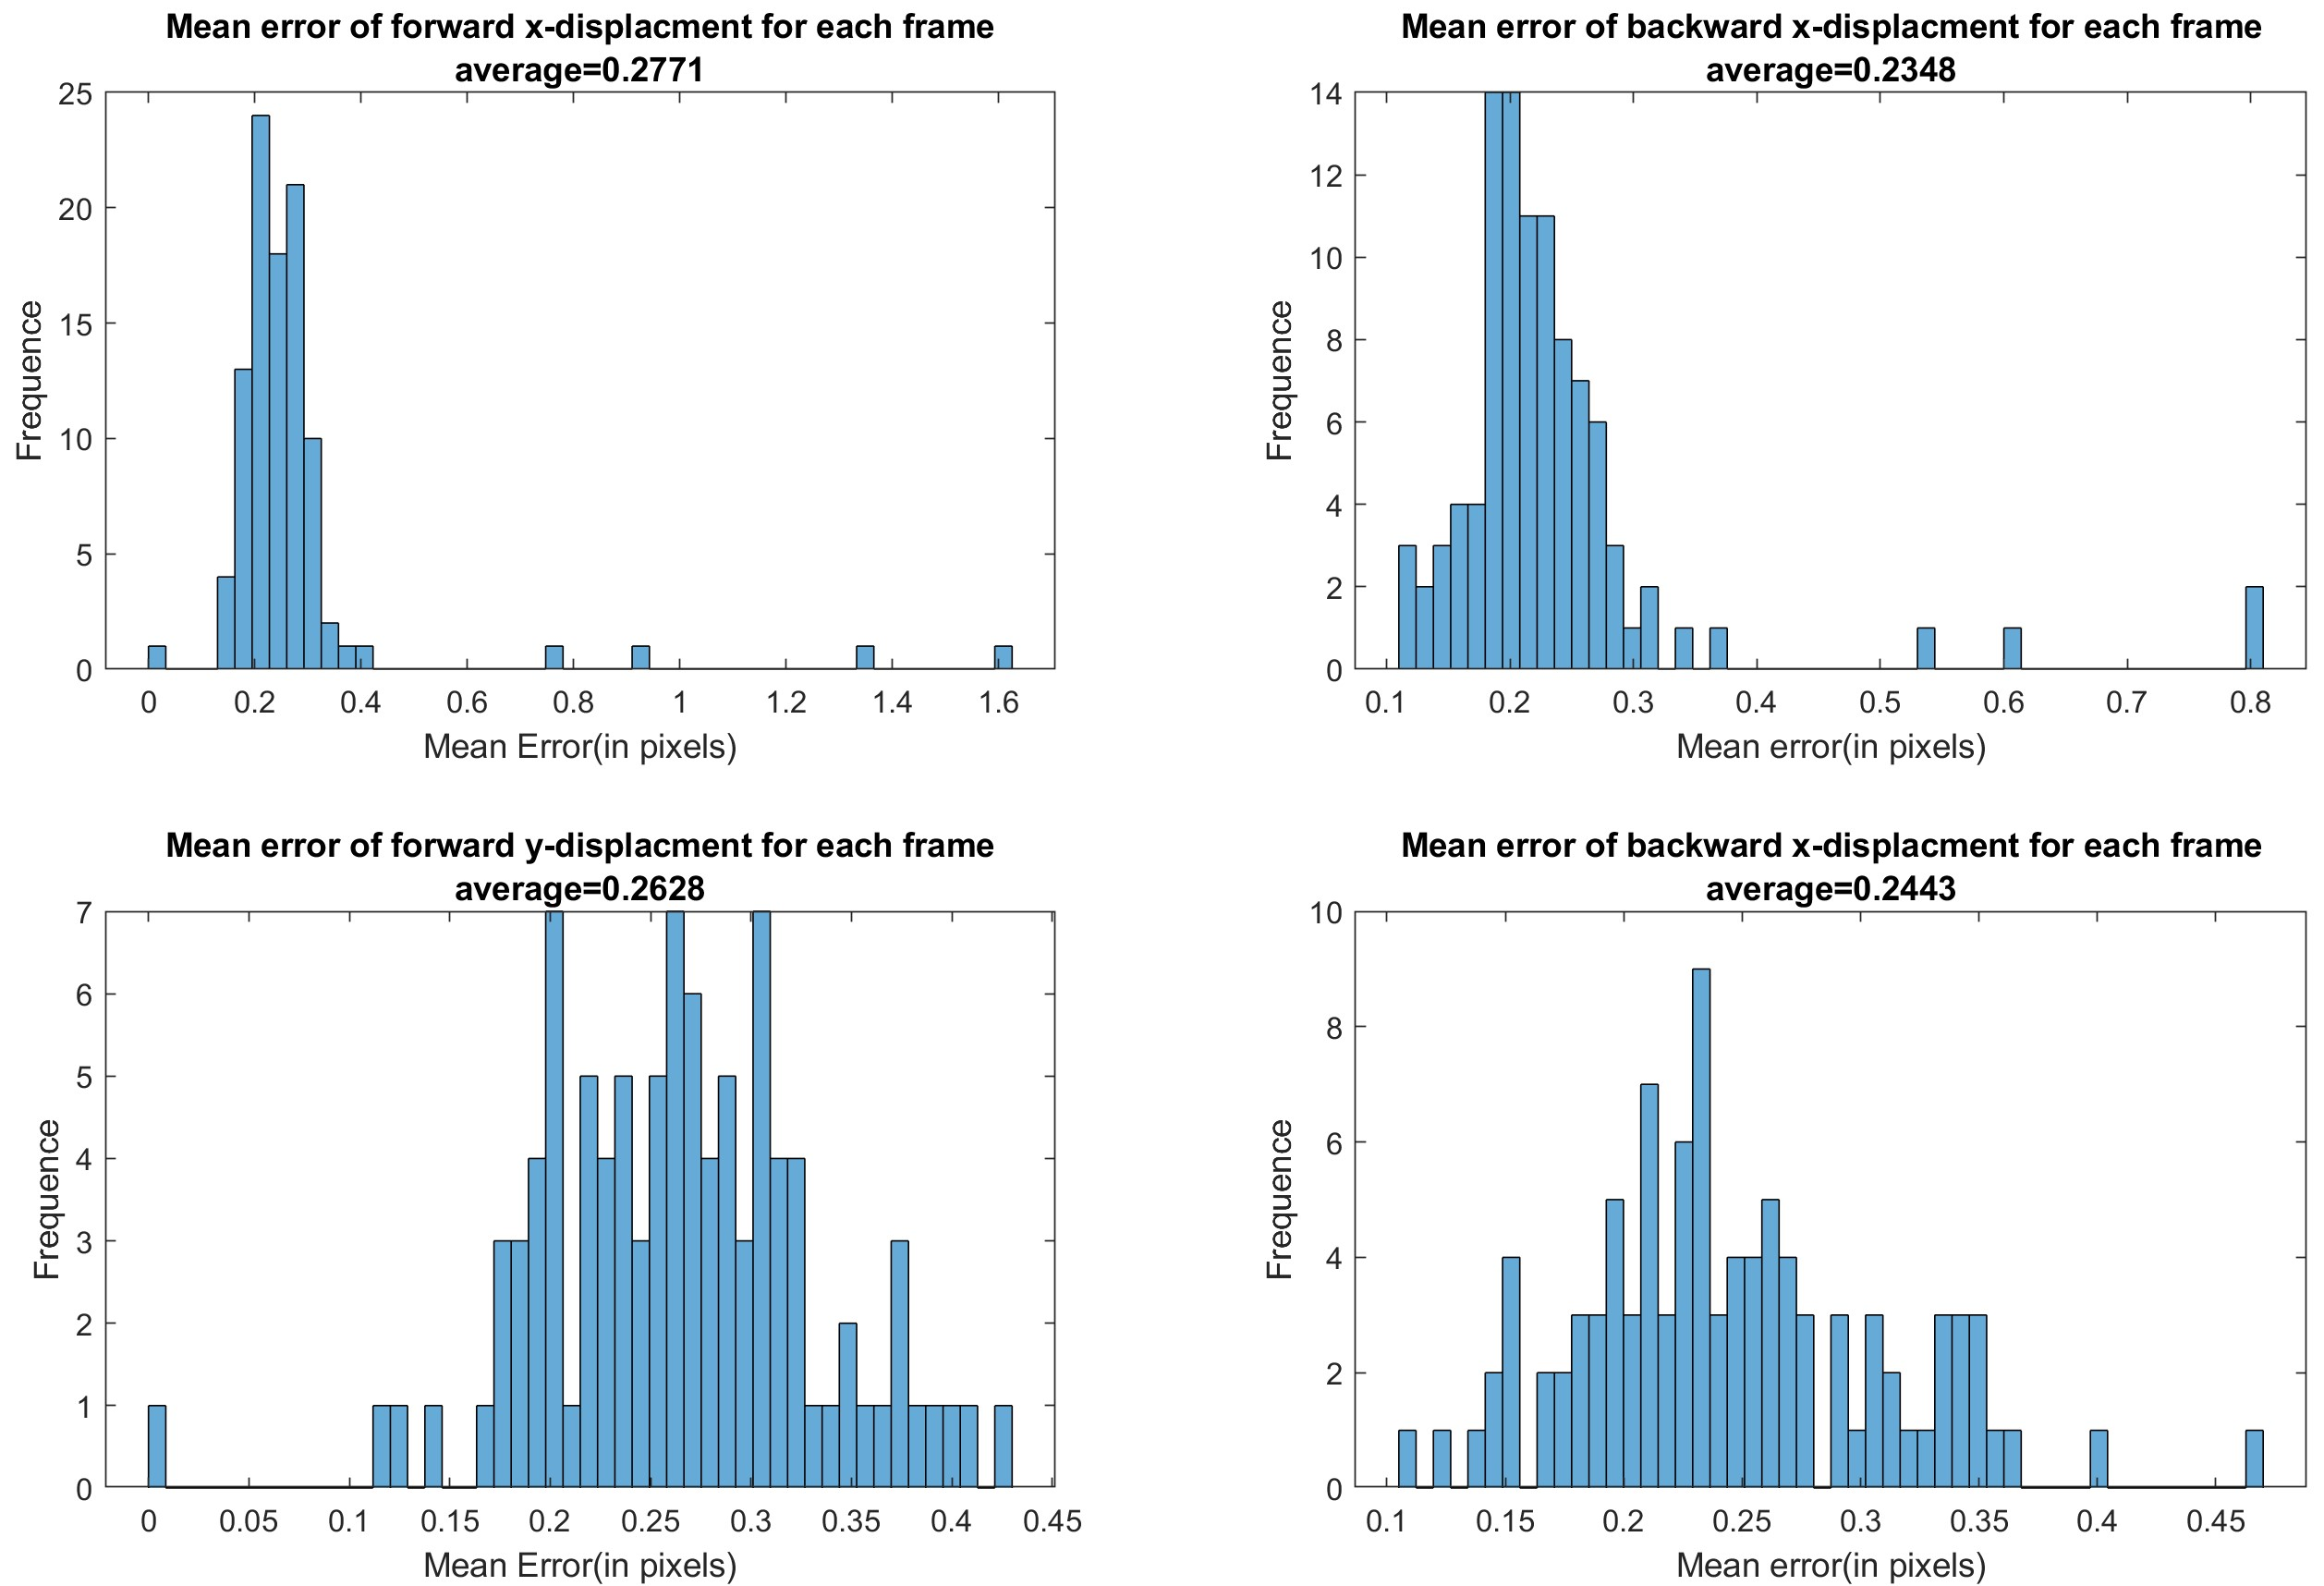 Mean error of forward x-displacment for each frame
average=0.2771
25
20
15
10
5
0
Frequence
0 0.2 0.4 0.6 0.8 1 1.2 1.4 1.6
Mean Error(in pixels)
Mean error of backward x-displacment for each frame
average=0.2348
14
12
10
8
6
4
2
0
Frequence
0.1 0.2 0.3 0.4 0.5 0.6 0.7 0.8
Mean error(in pixels)
Mean error of forward y-displacment for each frame
average=0.2628
7
6
5
4
3
2
1
0
Frequence
0 0.05 0.1 0.15 0.2 0.25 0.3 0.35 0.4 0.45
Mean Error(in pixels)
Mean error of backward x-displacment for each frame
average=0.2443
10
8
6
4
2
0
Frequence
0.1 0.15 0.2 0.25 0.3 0.35 0.4 0.45
Mean error(in pixels)